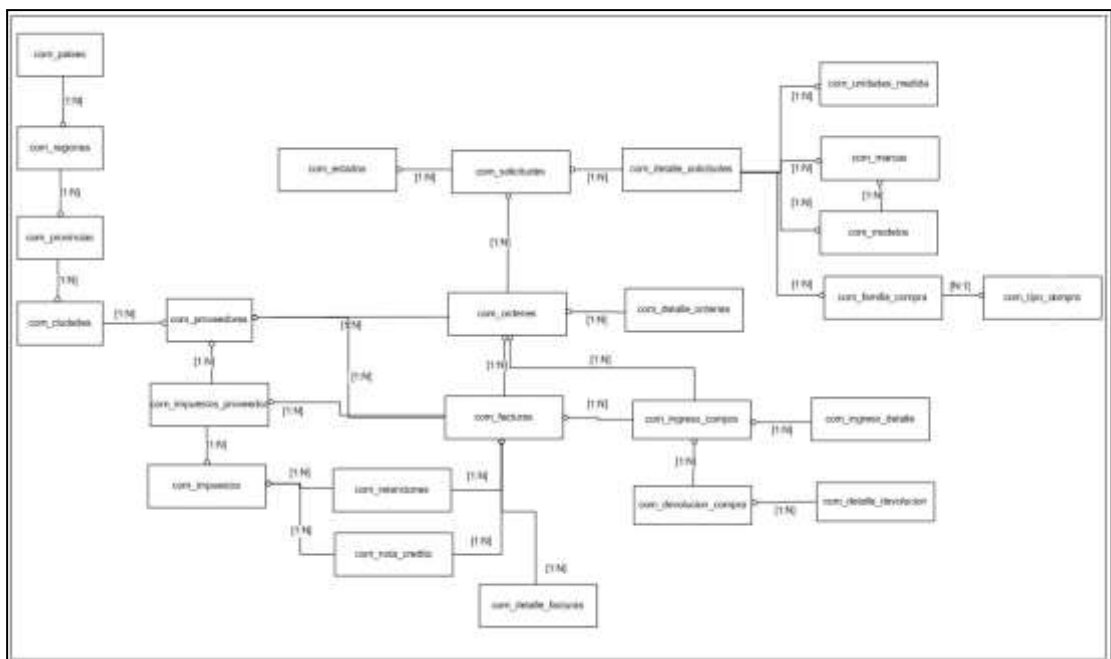 com_paises
[1:N]
com_regiones
[1:N]
com_provincias
[1:N]
com_ciudades
[1:N]
com_proveedores
[1:N]
com_impuestos_proveedor
[1:N]
[1:N]
com_impuestos
[1:N]
[1:N]
com_retenciones
[1:N]
com_nota_credito
[1:N]
com_estados
[1:N]
com_solicitudes
[1:N]
com_detalle_solicitudes
[1:N]
com_unidades_medida
[1:N]
com_marcas
[1:N]
[1:N]
com_modelos
[1:N]
com_familia_compra
[N:1]
com_tipo_compra
[1:N]
com_ordenes
[1:N]
com_detalle_ordenes
[1:N]
[1:N]
[1:N]
[1:N]
com_facturas
[1:N]
com_ingreso_compra
[1:N]
com_ingreso_detalle
[1:N]
com_devolucion_compra
[1:N]
com_detalle_devolucion
[1:N]
com_detalle_facturas